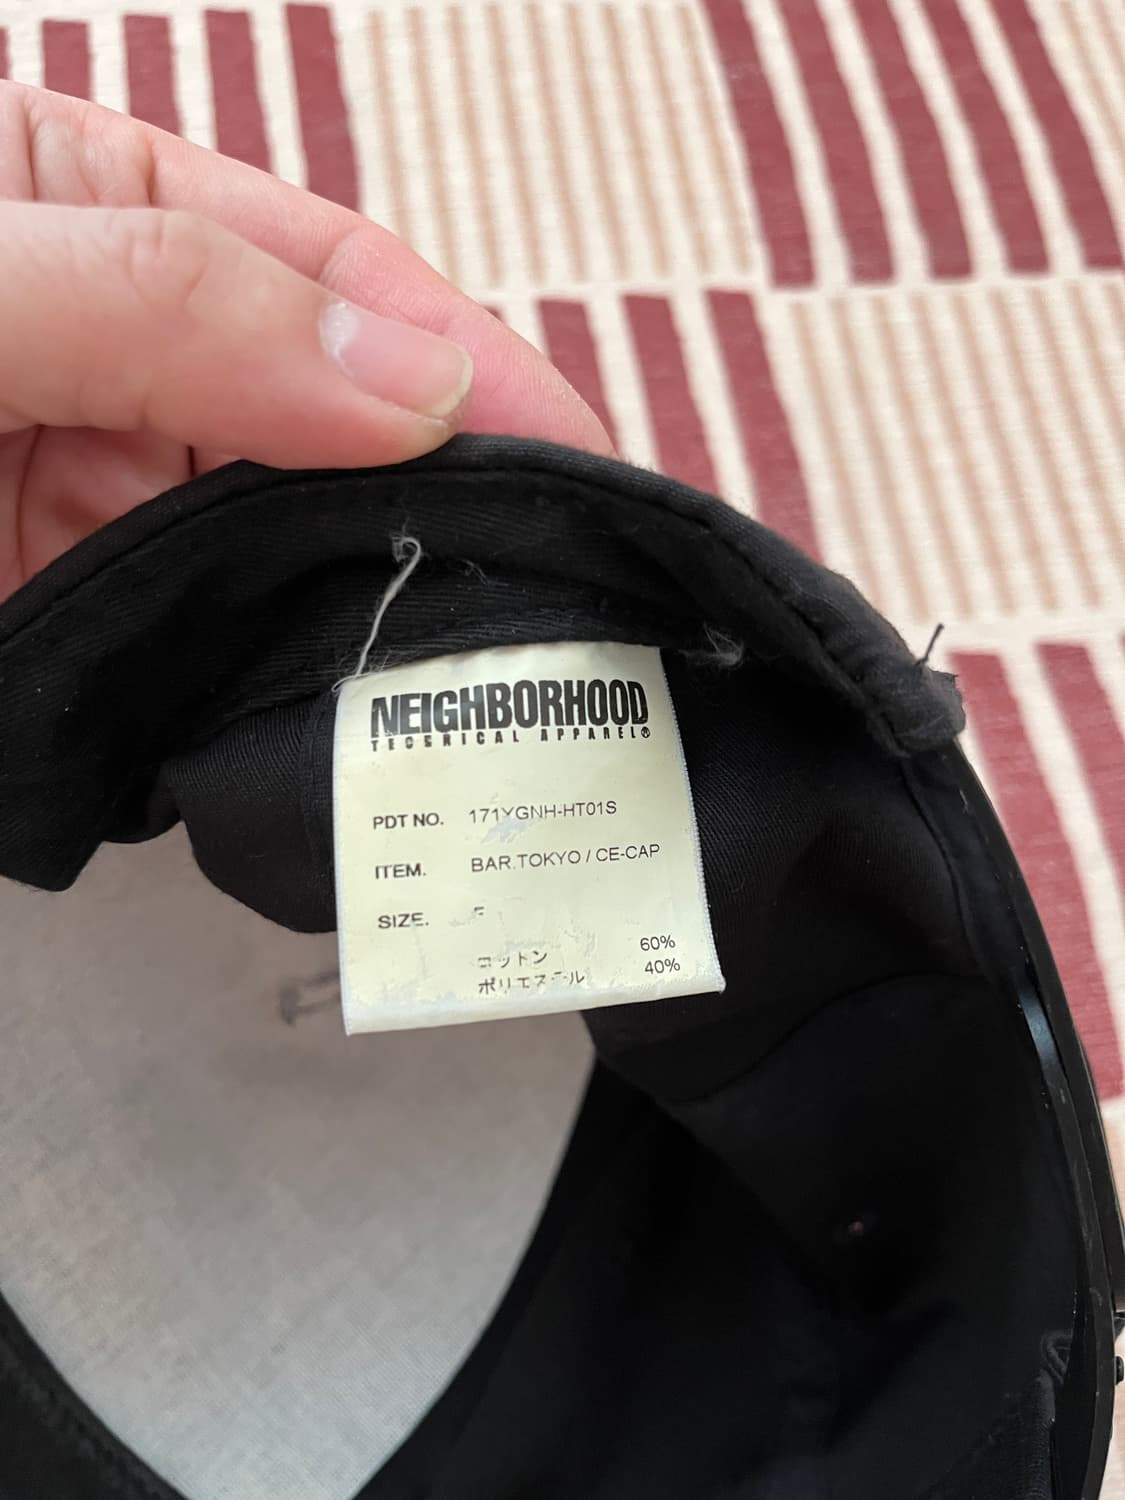 NEIGHBORHOOD
TECHNICAL APPAREL®
PDT NO. 171YGNH-HT01S
ITEM. BAR.TOKYO / CE-CAP
SIZE. F
コットン 60%
ポリエステル 40%